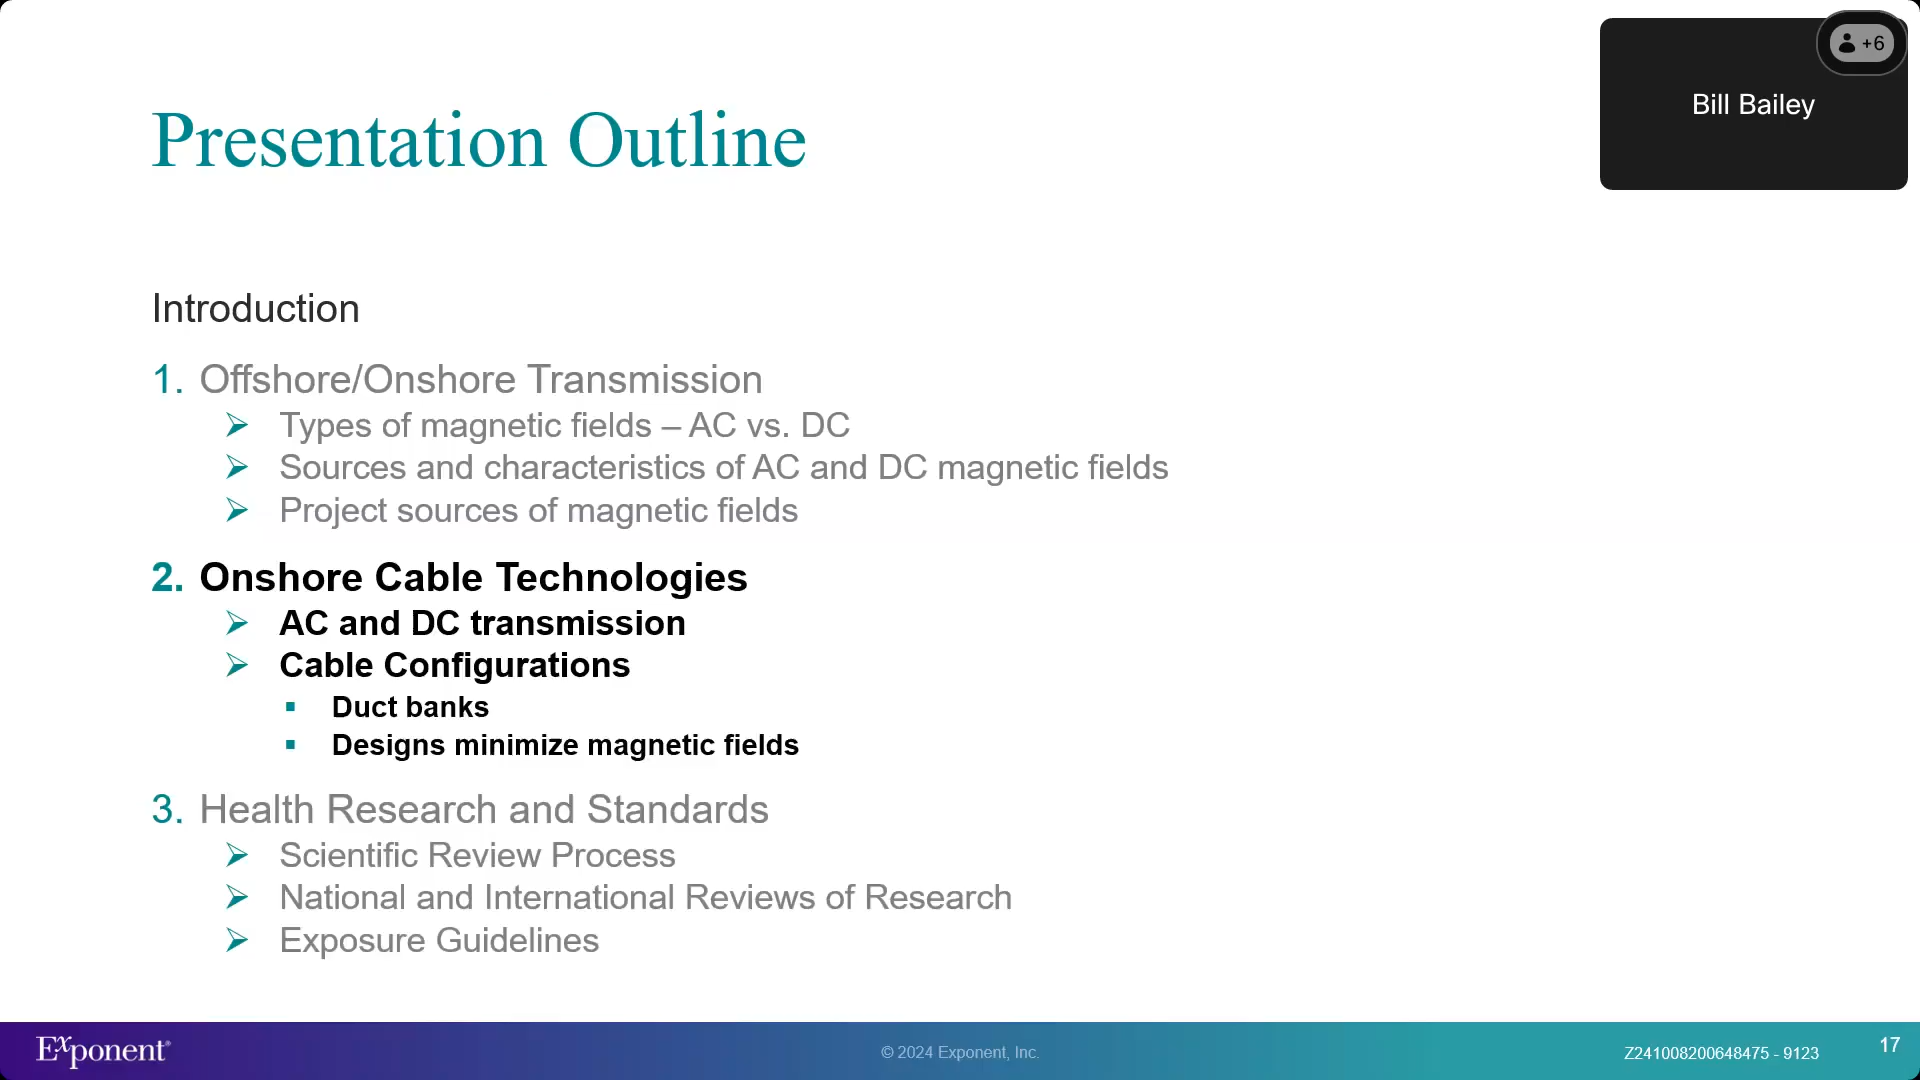 +6
Bill Bailey
Presentation Outline
Introduction
1. Offshore/Onshore Transmission
Types of magnetic fields – AC vs. DC
Sources and characteristics of AC and DC magnetic fields
Project sources of magnetic fields
2. Onshore Cable Technologies
AC and DC transmission
Cable Configurations
Duct banks
Designs minimize magnetic fields
3. Health Research and Standards
Scientific Review Process
National and International Reviews of Research
Exposure Guidelines
Exponent®
© 2024 Exponent, Inc.
Z241008200648475 - 9123
17